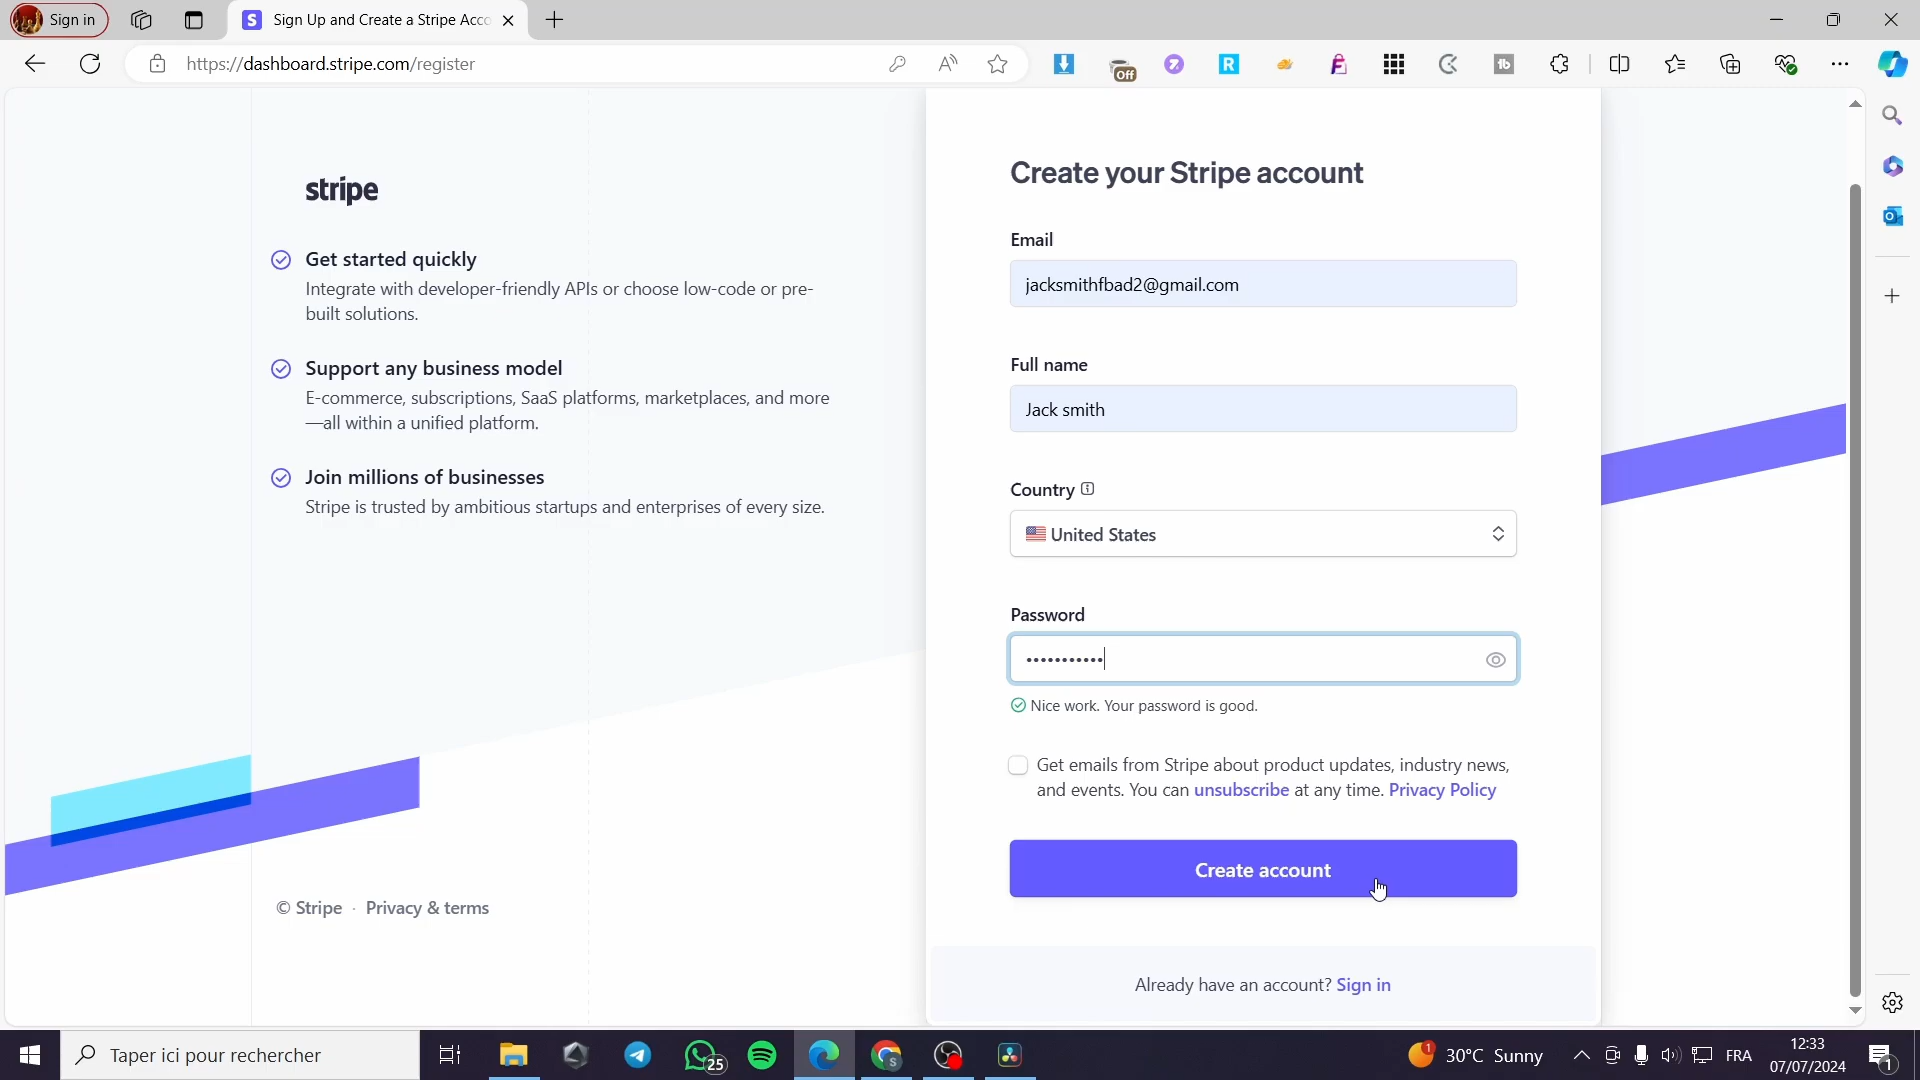 Sign in
Sign Up and Create a Stripe Acco
https://dashboard.stripe.com/register
Off
R
1b
stripe
Get started quickly
Integrate with developer-friendly APIs or choose low-code or pre-
built solutions.
Support any business model
E-commerce, subscriptions, SaaS platforms, marketplaces, and more
—all within a unified platform.
Join millions of businesses
Stripe is trusted by ambitious startups and enterprises of every size.
© Stripe · Privacy & terms
Create your Stripe account
Email
jacksmithfbad2@gmail.com
Full name
Jack smith
Country
United States
Password
•••••••••••
Nice work. Your password is good.
Get emails from Stripe about product updates, industry news,
and events. You can unsubscribe at any time. Privacy Policy
Create account
Already have an account? Sign in
Taper ici pour rechercher
25
1
30°C Sunny
FRA
12:33
07/07/2024
1